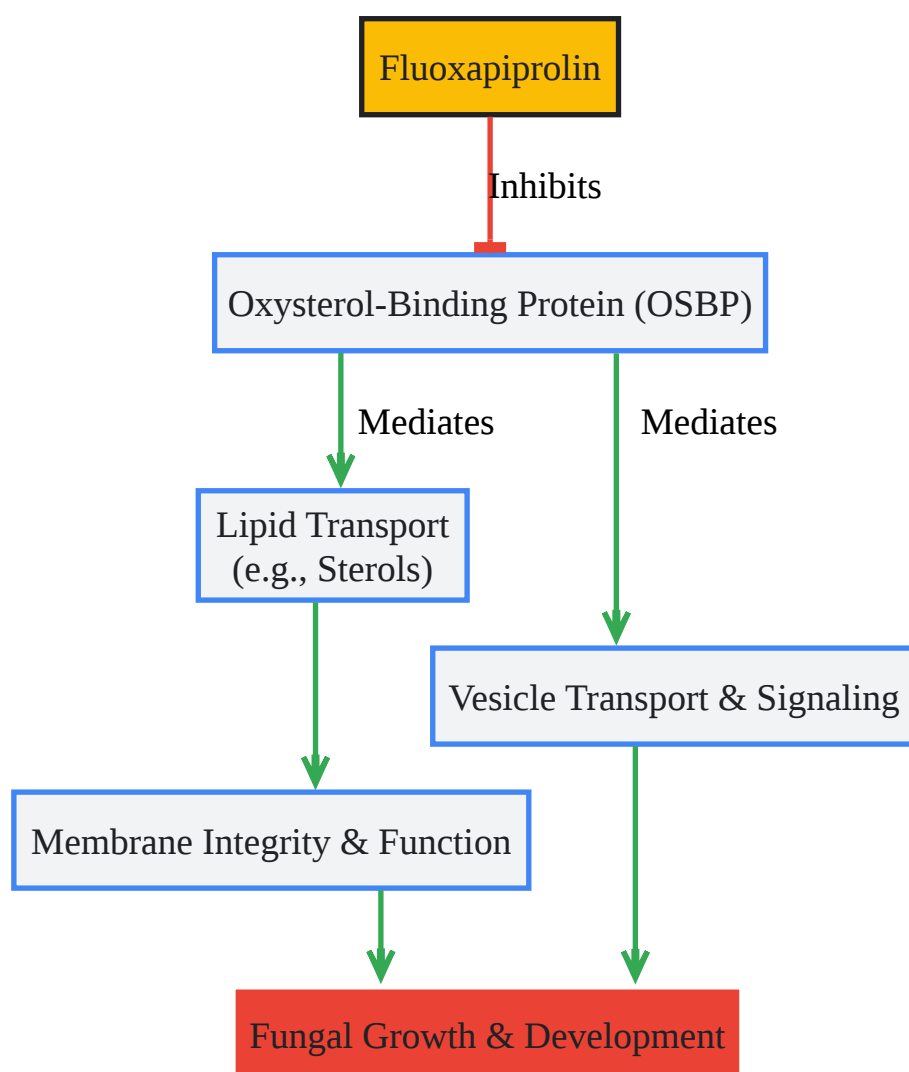 Fluoxapiprolin
Inhibits
Oxysterol-Binding Protein (OSBP)
Mediates
Mediates
Lipid Transport
(e.g., Sterols)
Vesicle Transport & Signaling
Membrane Integrity & Function
Fungal Growth & Development